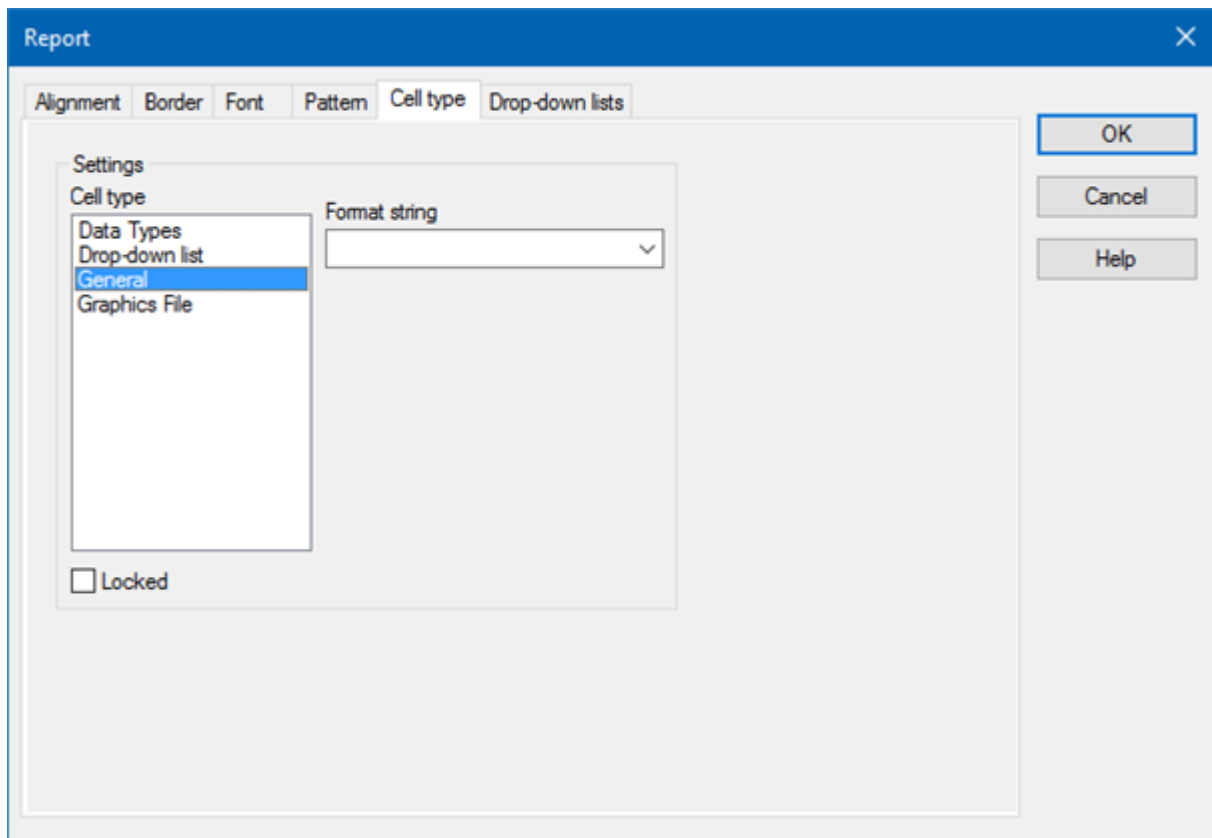 Report
Alignment Border Font Pattern Cell type Drop-down lists
OK
Cancel
Help
Settings
Cell type
Format string
Data Types
Drop-down list
General
Graphics File
Locked